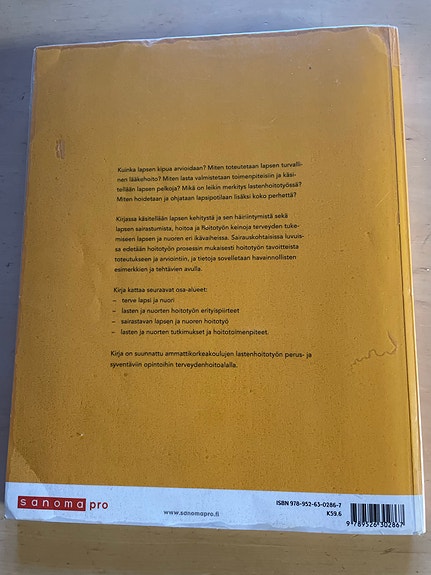 Kuinka lapsen kipua arvioidaan? Miten toteutetaan lapsen turvalli-
nen lääkehoito? Miten lasta valmistetaan toimenpiteisiin ja käsi-
tellään lapsen pelkoja? Mikä on leikin merkitys lastenhoitotyössä?
Miten hoidetaan ja ohjataan lapsipotilaan lisäksi koko perhettä?
Kirjassa käsitellään lapsen kehitystä ja sen häiriintymistä sekä
lapsen sairastumista, hoitoa ja hoitotyön keinoja terveyden tuke-
miseen lapsen ja nuoren eri ikävaiheissa. Sairauskohtaisissa luvuis-
sa edetään hoitotyön prosessin mukaisesti hoitotyön tavoitteista
toteutukseen ja arviointiin, ja tietoja sovelletaan havainnollisten
esimerkkien ja tehtävien avulla.
Kirja kattaa seuraavat osa-alueet:
– terve lapsi ja nuori
– lasten ja nuorten hoitotyön erityispiirteet
– sairastavan lapsen ja nuoren hoitotyö
– lasten ja nuorten tutkimukset ja hoitotoimenpiteet.
Kirja on suunnattu ammattikorkeakoulujen lastenhoitotyön perus- ja
syventäviin opintoihin terveydenhoitoalalla.
sanoma pro
www.sanomapro.fi
ISBN 978-952-63-0286-7
K59.6
9 789526 302867